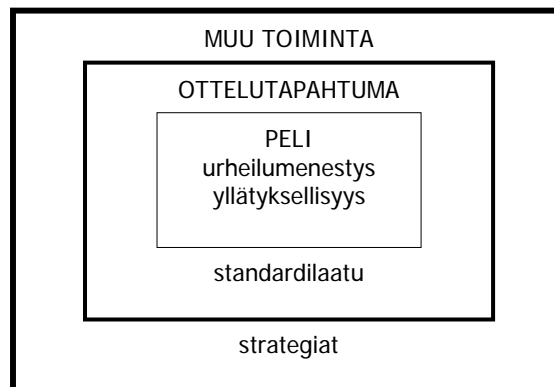 MUU TOIMINTA
OTTELUTAPAHTUMA
PELI
urheilumenestys
yllätyksellisyys
standardilaatu
strategiat